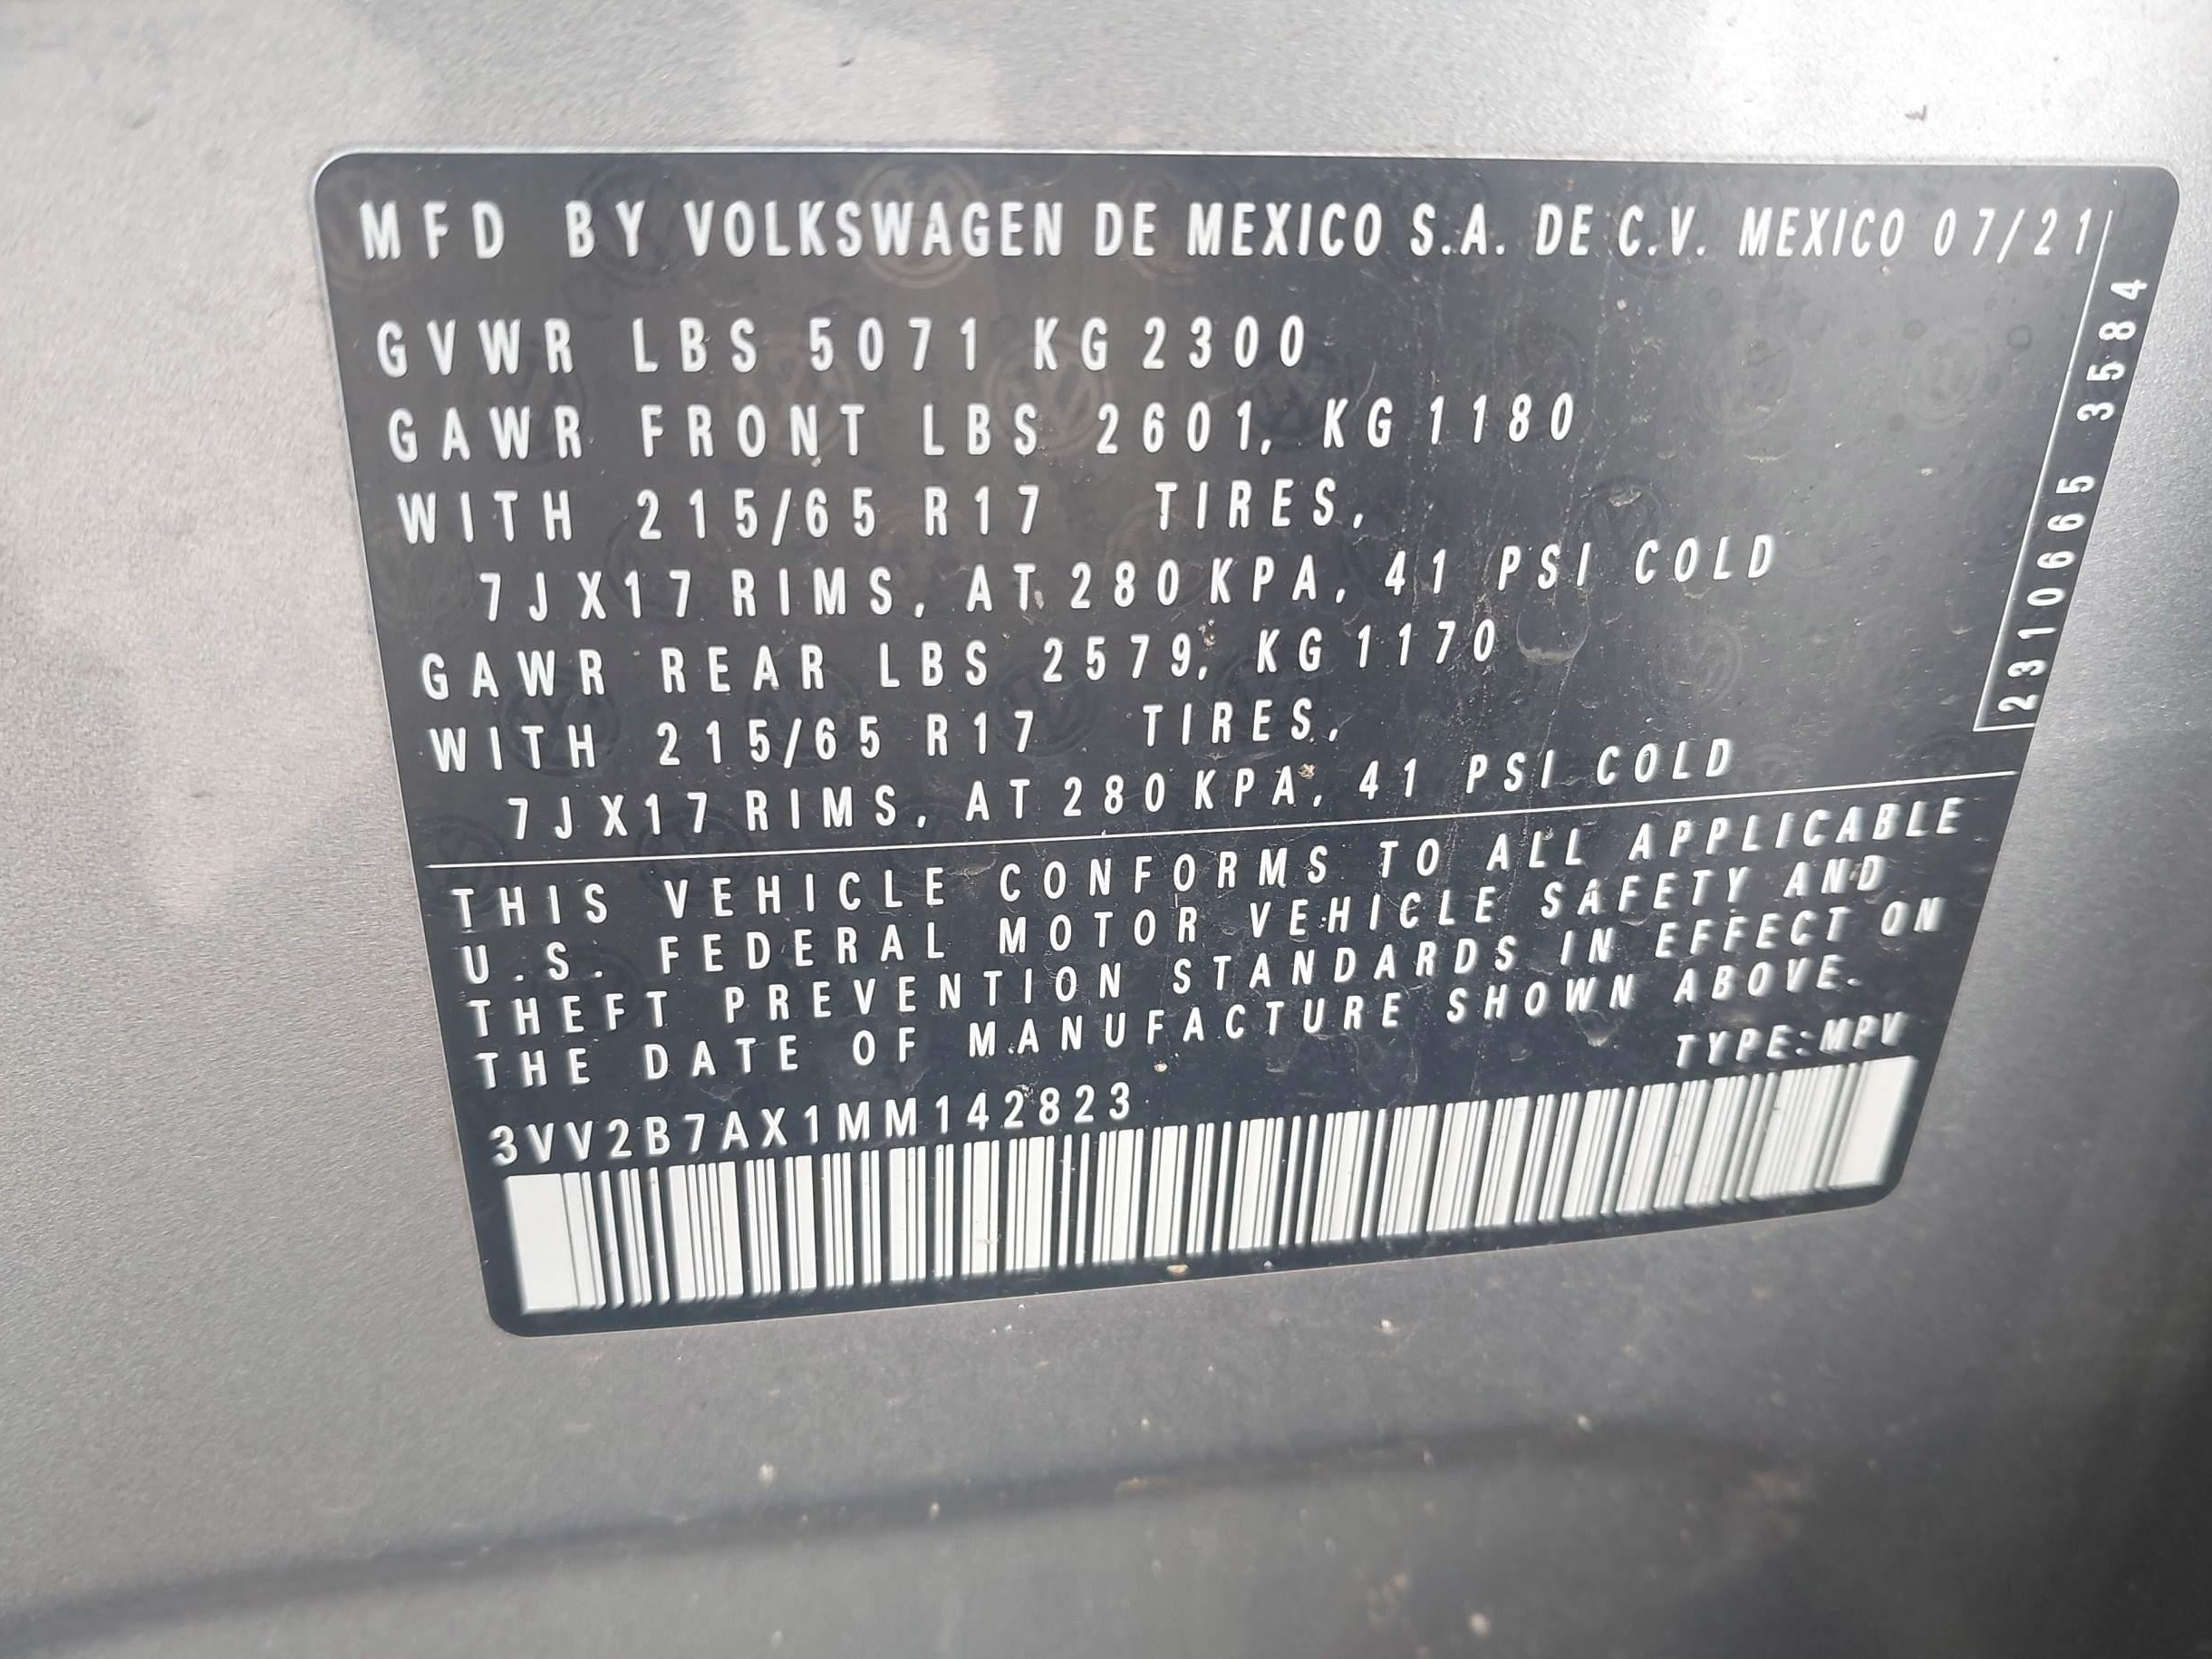 MFD BY VOLKSWAGEN DE MEXICO S.A. DE C.V. MEXICO 07/21
GVWR LBS 5071 KG 2300
GAWR FRONT LBS 2601, KG 1180
WITH 215/65 R17 TIRES,
7JX17 RIMS, AT 280 KPA, 41 PSI COLD
GAWR REAR LBS 2579, KG 1170
WITH 215/65 R17 TIRES,
7JX17 RIMS, AT 280 KPA, 41 PSI COLD
2310665 3584
THIS VEHICLE CONFORMS TO ALL APPLICABLE
U.S. FEDERAL MOTOR VEHICLE SAFETY AND
THEFT PREVENTION STANDARDS IN EFFECT ON
THE DATE OF MANUFACTURE SHOWN ABOVE.
TYPE:MPV
3VV2B7AX1MM142823